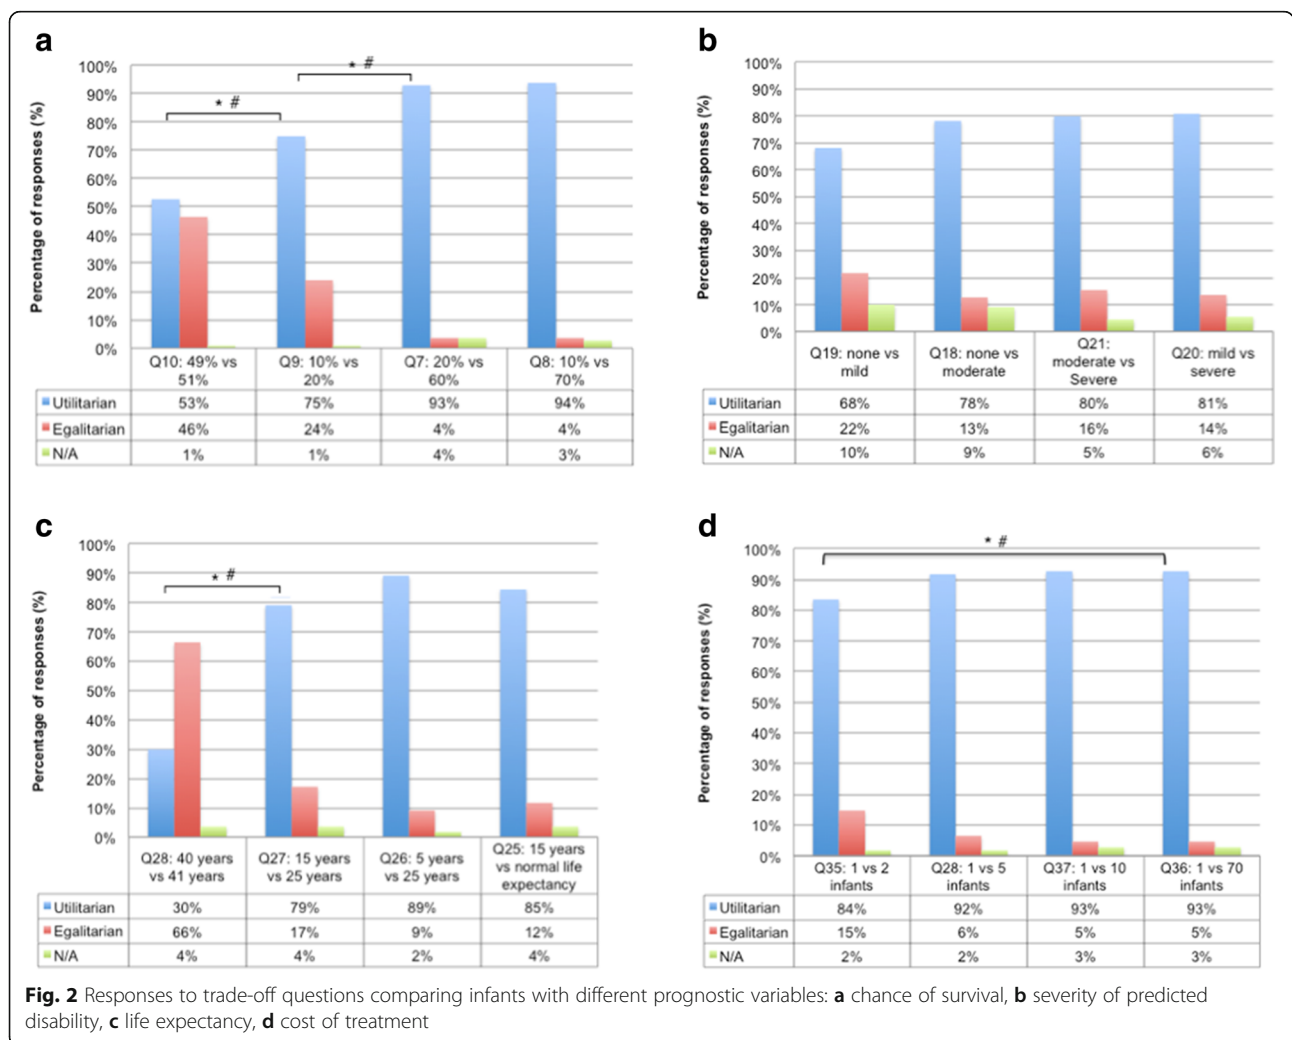 a
* #
* #
100%
90%
80%
70%
60%
50%
40%
30%
20%
10%
0%
Percentage of responses (%)
Q10: 49% vs 51% Q9: 10% vs 20% Q7: 20% vs 60% Q8: 10% vs 70%
Utilitarian 53% 75% 93% 94%
Egalitarian 46% 24% 4% 4%
N/A 1% 1% 4% 3%
b
100%
90%
80%
70%
60%
50%
40%
30%
20%
10%
0%
Percentage of responses (%)
Q19: none vs mild Q18: none vs moderate Q21: moderate vs Severe Q20: mild vs severe
Utilitarian 68% 78% 80% 81%
Egalitarian 22% 13% 16% 14%
N/A 10% 9% 5% 6%
c
* #
100%
90%
80%
70%
60%
50%
40%
30%
20%
10%
0%
Percentage of responses (%)
Q28: 40 years vs 41 years Q27: 15 years vs 25 years Q26: 5 years vs 25 years Q25: 15 years vs normal life expectancy
Utilitarian 30% 79% 89% 85%
Egalitarian 66% 17% 9% 12%
N/A 4% 4% 2% 4%
d
* #
100%
90%
80%
70%
60%
50%
40%
30%
20%
10%
0%
Percentage of responses (%)
Q35: 1 vs 2 infants Q28: 1 vs 5 infants Q37: 1 vs 10 infants Q36: 1 vs 70 infants
Utilitarian 84% 92% 93% 93%
Egalitarian 15% 6% 5% 5%
N/A 2% 2% 3% 3%
Fig. 2 Responses to trade-off questions comparing infants with different prognostic variables: a chance of survival, b severity of predicted
disability, c life expectancy, d cost of treatment